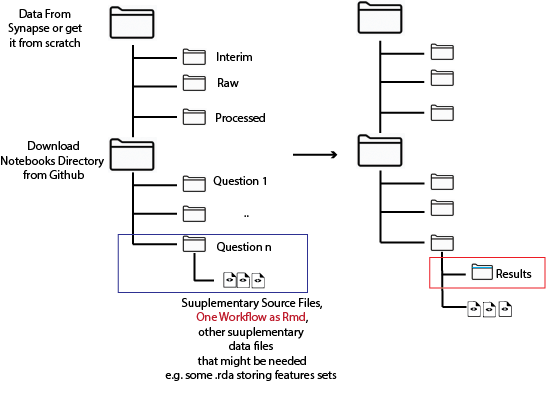 Data From
Synapse or get
it from scratch
Interim
Raw
Processed
Download
Notebooks Directory
from Github
Question 1
..
Question n
Results
Suuplementary Source Files,
One Workflow as Rmd,
other suuplementary
data files
that might be needed
e.g. some .rda storing features sets